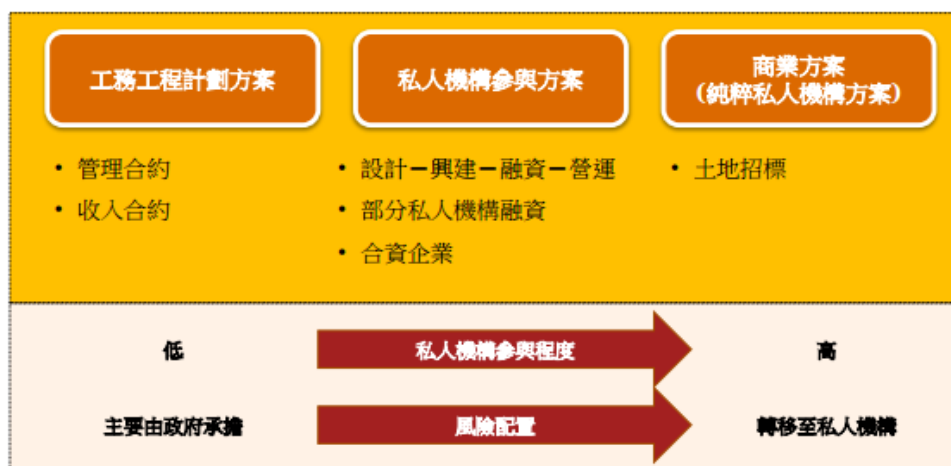 工務工程計劃方案
私人機構參與方案
商業方案
(純粹私人機構方案)
• 管理合約
• 收入合約
• 設計－興建－融資－營運
• 部分私人機構融資
• 合資企業
• 土地招標
低
私人機構參與程度
高
主要由政府承擔
風險配置
轉移至私人機構